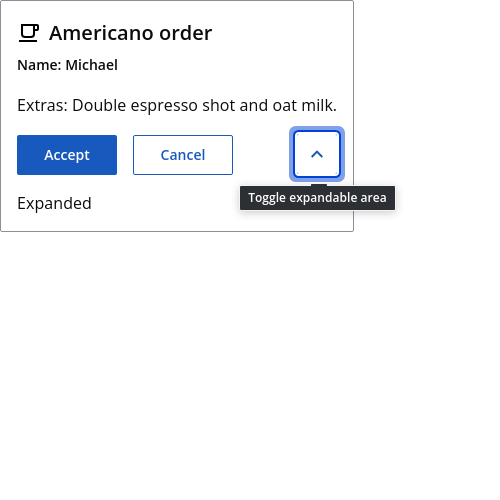 Americano order
Name: Michael
Extras: Double espresso shot and oat milk.
Accept
Cancel
Toggle expandable area
Expanded